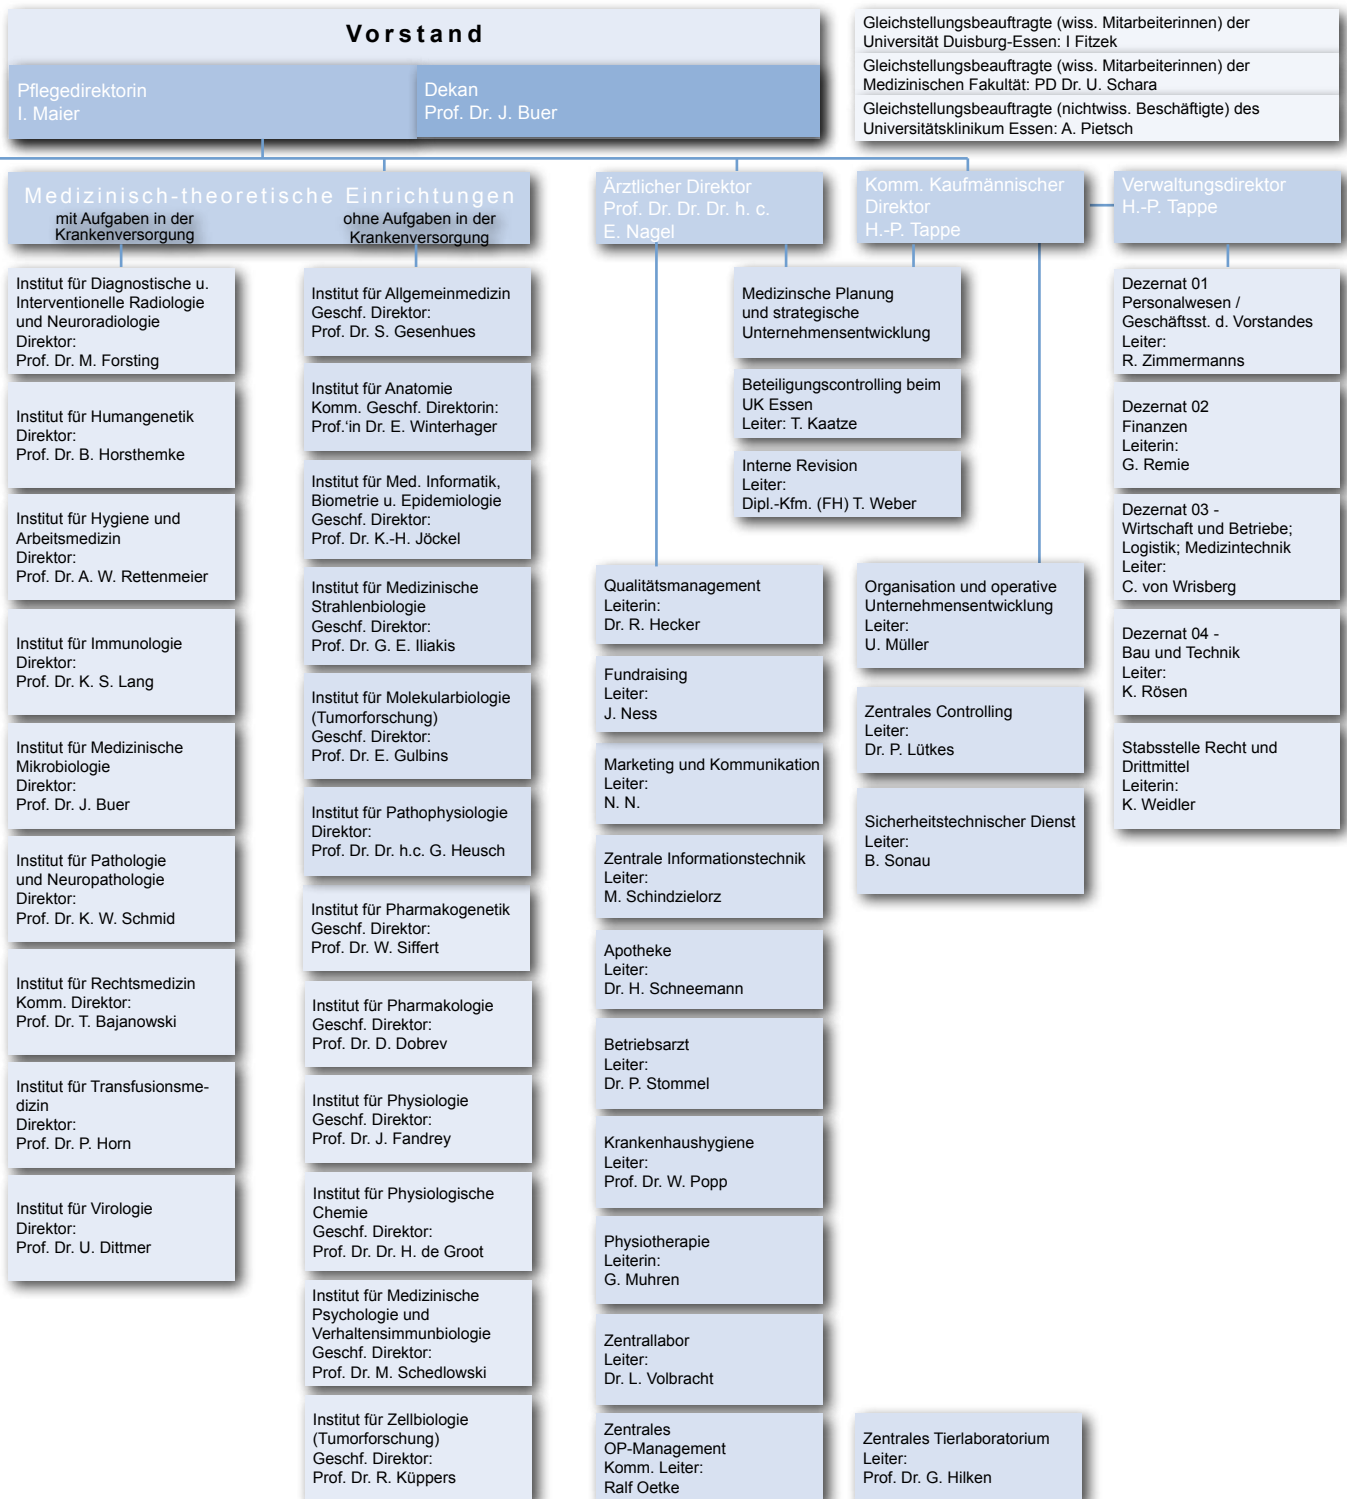 Vorstand
Pflegedirektorin
I. Maier
Dekan
Prof. Dr. J. Buer
Gleichstellungsbeauftragte (wiss. Mitarbeiterinnen) der
Universität Duisburg-Essen: I Fitzek
Gleichstellungsbeauftragte (wiss. Mitarbeiterinnen) der
Medizinischen Fakultät: PD Dr. U. Schara
Gleichstellungsbeauftragte (nichtwiss. Beschäftigte) des
Universitätsklinikum Essen: A. Pietsch
Medizinisch-theoretische Einrichtungen
mit Aufgaben in der
Krankenversorgung
ohne Aufgaben in der
Krankenversorgung
Ärztlicher Direktor
Prof. Dr. Dr. Dr. h. c.
E. Nagel
Komm. Kaufmännischer
Direktor
H.-P. Tappe
Verwaltungsdirektor
H.-P. Tappe
Institut für Diagnostische u.
Interventionelle Radiologie
und Neuroradiologie
Direktor:
Prof. Dr. M. Forsting
Institut für Humangenetik
Direktor:
Prof. Dr. B. Horsthemke
Institut für Hygiene und
Arbeitsmedizin
Direktor:
Prof. Dr. A. W. Rettenmeier
Institut für Immunologie
Direktor:
Prof. Dr. K. S. Lang
Institut für Medizinische
Mikrobiologie
Direktor:
Prof. Dr. J. Buer
Institut für Pathologie
und Neuropathologie
Direktor:
Prof. Dr. K. W. Schmid
Institut für Rechtsmedizin
Komm. Direktor:
Prof. Dr. T. Bajanowski
Institut für Transfusionsme-
dizin
Direktor:
Prof. Dr. P. Horn
Institut für Virologie
Direktor:
Prof. Dr. U. Dittmer
Institut für Allgemeinmedizin
Geschf. Direktor:
Prof. Dr. S. Gesenhues
Institut für Anatomie
Komm. Geschf. Direktorin:
Prof.'in Dr. E. Winterhager
Institut für Med. Informatik,
Biometrie u. Epidemiologie
Geschf. Direktor:
Prof. Dr. K.-H. Jöckel
Institut für Medizinische
Strahlenbiologie
Geschf. Direktor:
Prof. Dr. G. E. Iliakis
Institut für Molekularbiologie
(Tumorforschung)
Geschf. Direktor:
Prof. Dr. E. Gulbins
Institut für Pathophysiologie
Direktor:
Prof. Dr. Dr. h.c. G. Heusch
Institut für Pharmakogenetik
Geschf. Direktor:
Prof. Dr. W. Siffert
Institut für Pharmakologie
Geschf. Direktor:
Prof. Dr. D. Dobrev
Institut für Physiologie
Geschf. Direktor:
Prof. Dr. J. Fandrey
Institut für Physiologische
Chemie
Geschf. Direktor:
Prof. Dr. Dr. H. de Groot
Institut für Medizinische
Psychologie und
Verhaltensimmunbiologie
Geschf. Direktor:
Prof. Dr. M. Schedlowski
Institut für Zellbiologie
(Tumorforschung)
Geschf. Direktor:
Prof. Dr. R. Küppers
Medizinsche Planung
und strategische
Unternehmensentwicklung
Beteiligungscontrolling beim
UK Essen
Leiter: T. Kaatze
Interne Revision
Leiter:
Dipl.-Kfm. (FH) T. Weber
Qualitätsmanagement
Leiterin:
Dr. R. Hecker
Fundraising
Leiter:
J. Ness
Marketing und Kommunikation
Leiter:
N. N.
Zentrale Informationstechnik
Leiter:
M. Schindzielorz
Apotheke
Leiter:
Dr. H. Schneemann
Betriebsarzt
Leiter:
Dr. P. Stommel
Krankenhaushygiene
Leiter:
Prof. Dr. W. Popp
Physiotherapie
Leiterin:
G. Muhren
Zentrallabor
Leiter:
Dr. L. Volbracht
Zentrales
OP-Management
Komm. Leiter:
Ralf Oetke
Organisation und operative
Unternehmensentwicklung
Leiter:
U. Müller
Zentrales Controlling
Leiter:
Dr. P. Lütkes
Sicherheitstechnischer Dienst
Leiter:
B. Sonau
Zentrales Tierlaboratorium
Leiter:
Prof. Dr. G. Hilken
Dezernat 01
Personalwesen /
Geschäftsst. d. Vorstandes
Leiter:
R. Zimmermanns
Dezernat 02
Finanzen
Leiterin:
G. Remie
Dezernat 03 -
Wirtschaft und Betriebe;
Logistik; Medizintechnik
Leiter:
C. von Wrisberg
Dezernat 04 -
Bau und Technik
Leiter:
K. Rösen
Stabsstelle Recht und
Drittmittel
Leiterin:
K. Weidler